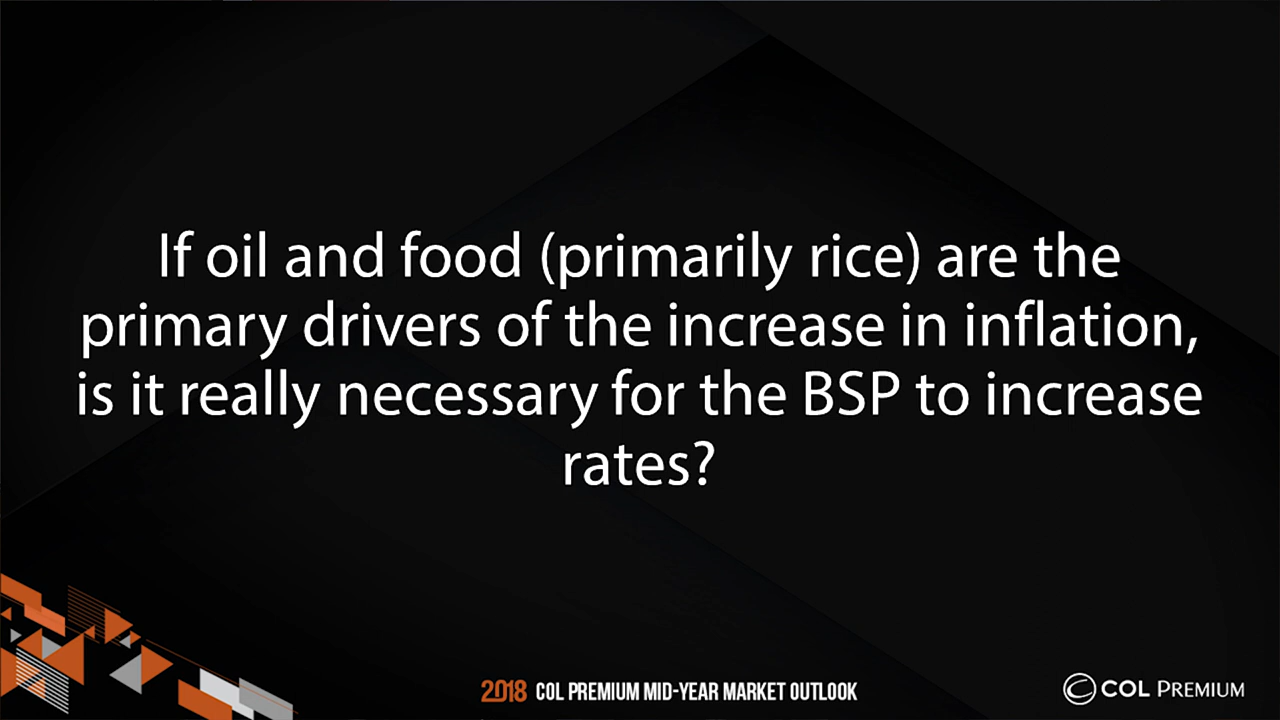 If oil and food (primarily rice) are the
primary drivers of the increase in inflation,
is it really necessary for the BSP to increase
rates?
2018 COL PREMIUM MID-YEAR MARKET OUTLOOK
COL PREMIUM